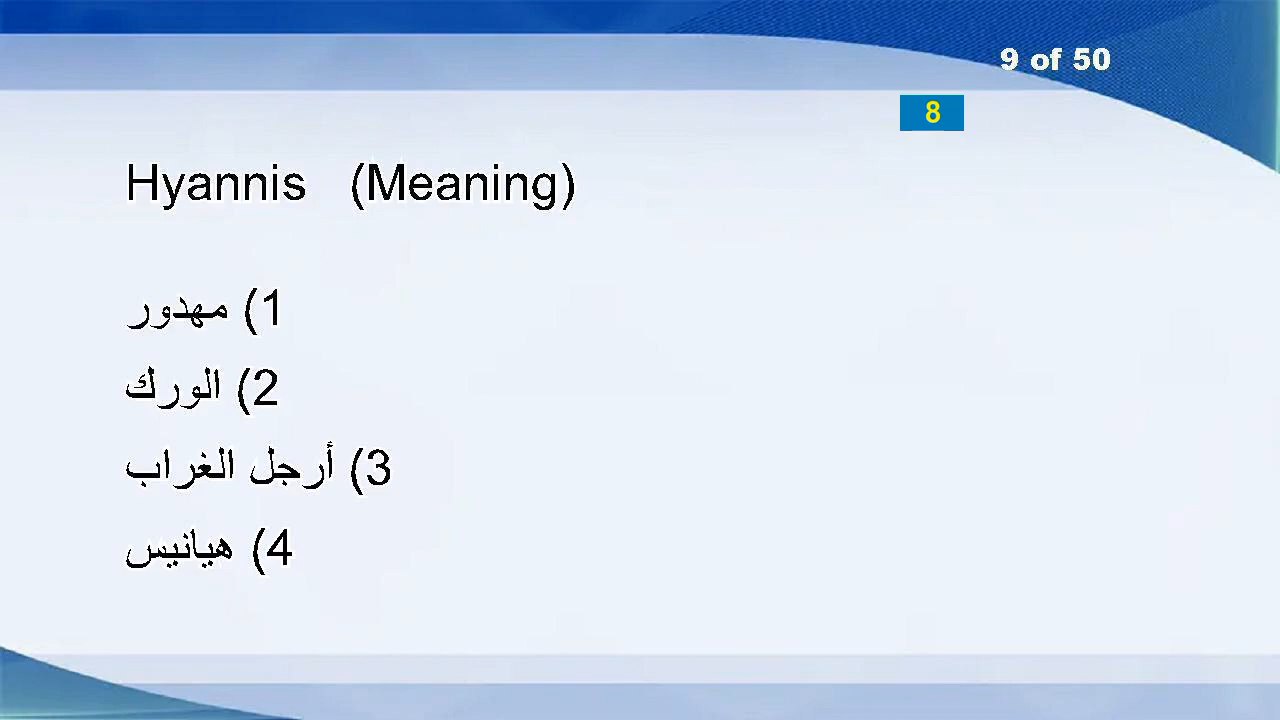 9 of 50
8
Hyannis (Meaning)
1) مهدور
2) الورك
3) أرجل الغراب
4) هيانيس